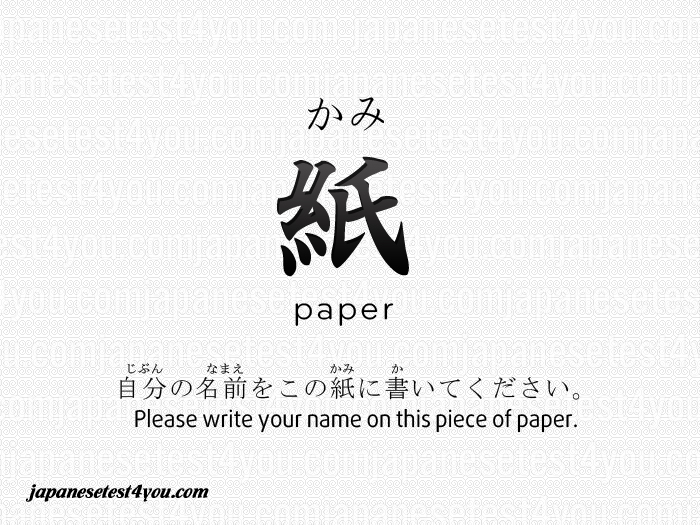 かみ
紙
paper
じぶん なまえ かみ か
自分の名前をこの紙に書いてください。
Please write your name on this piece of paper.
japanesetest4you.com